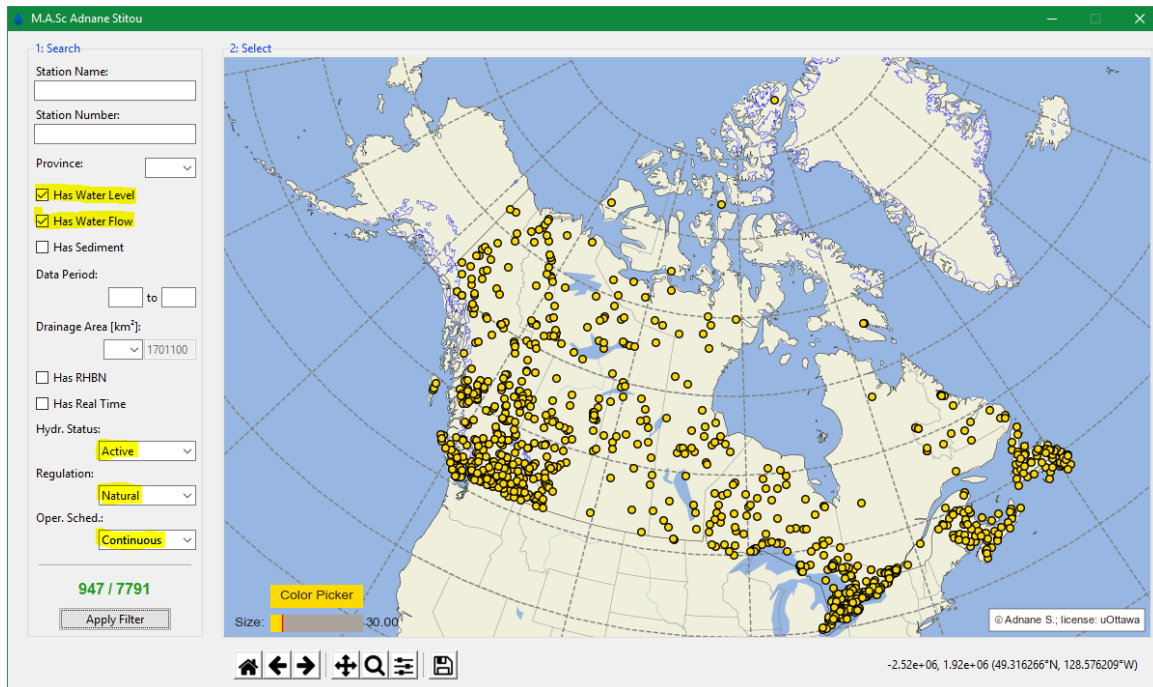 M.A.Sc Adnane Stitou
1: Search
Station Name:
Station Number:
Province:
Has Water Level
Has Water Flow
Has Sediment
Data Period:
to
Drainage Area [km²]:
1701100
Has RHBN
Has Real Time
Hydr. Status:
Active
Regulation:
Natural
Oper. Sched.:
Continuous
947 / 7791
Apply Filter
2: Select
Color Picker
Size: 30.00
© Adnane S.; license: uOttawa
-2.52e+06, 1.92e+06 (49.316266°N, 128.576209°W)